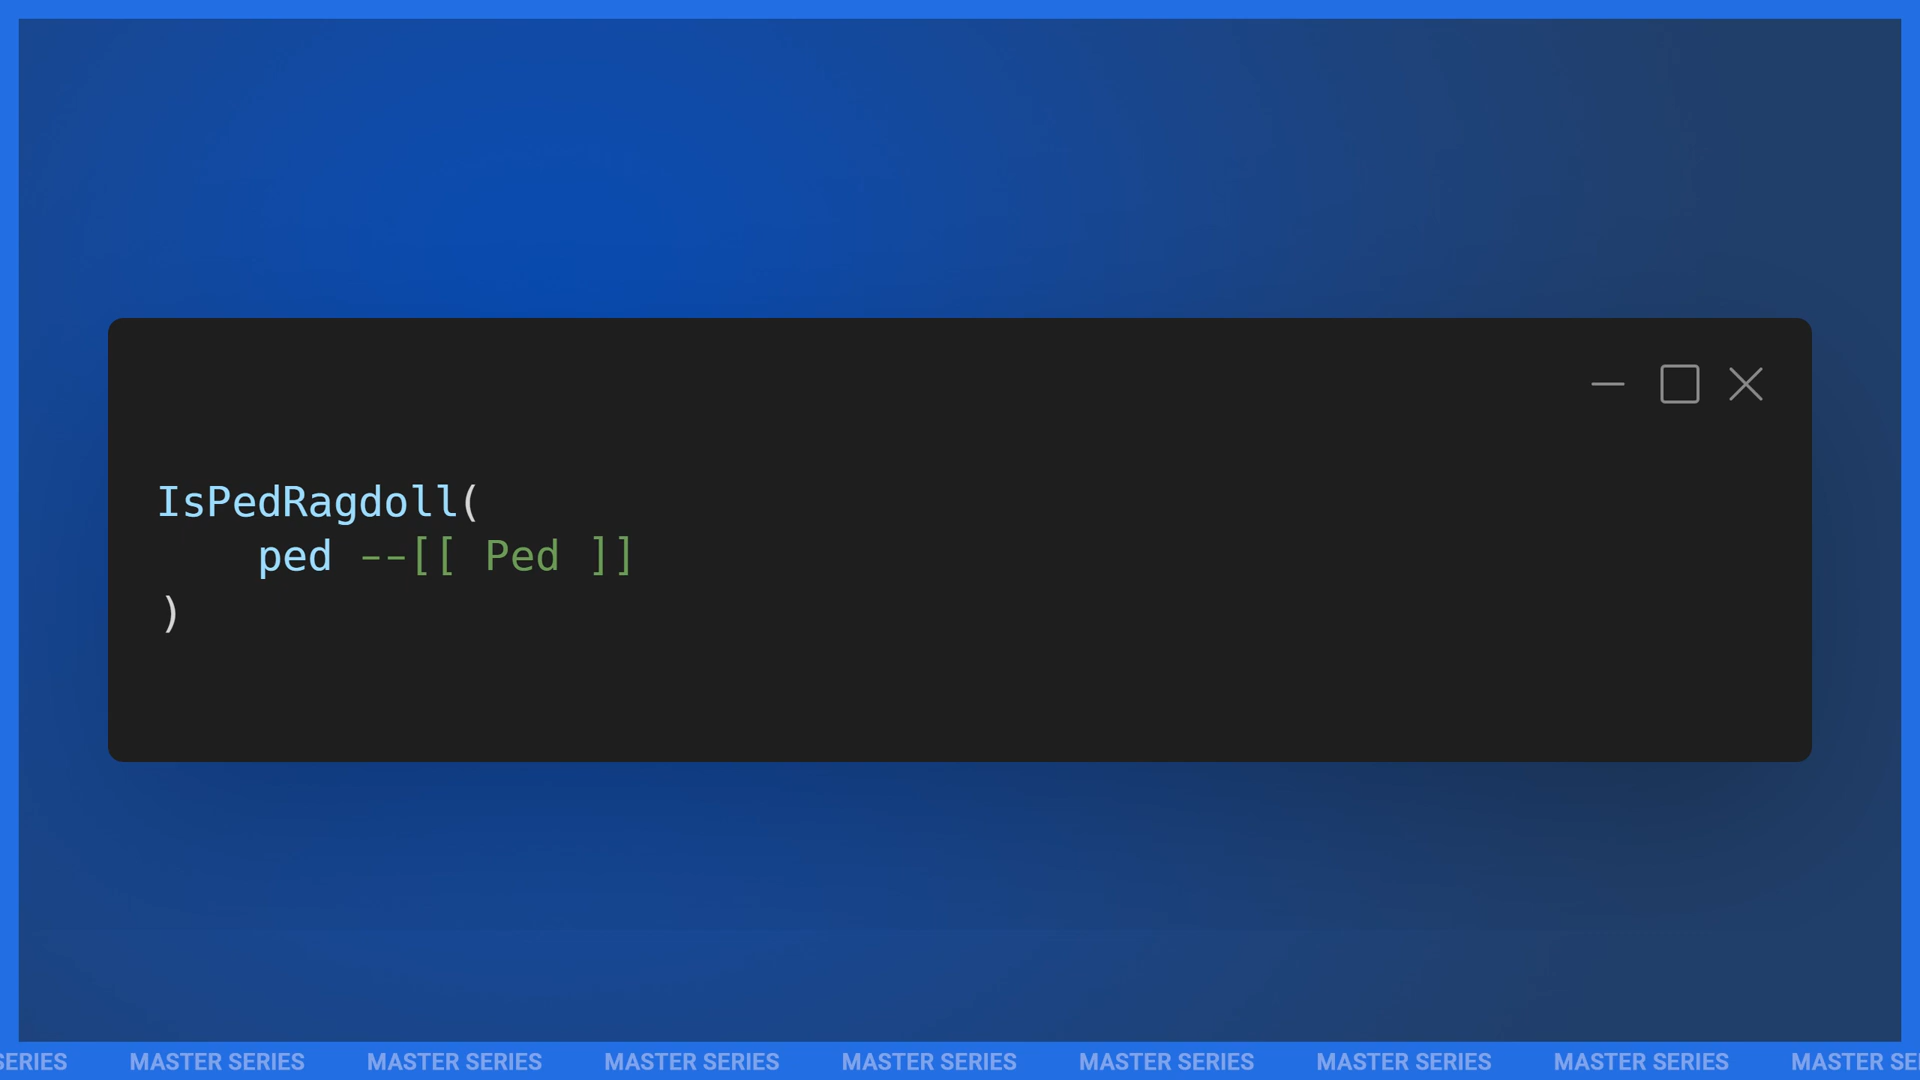 IsPedRagdoll(
ped --[[ Ped ]]
)
SERIES MASTER SERIES MASTER SERIES MASTER SERIES MASTER SERIES MASTER SERIES MASTER SERIES MASTER SERIES MASTER SE